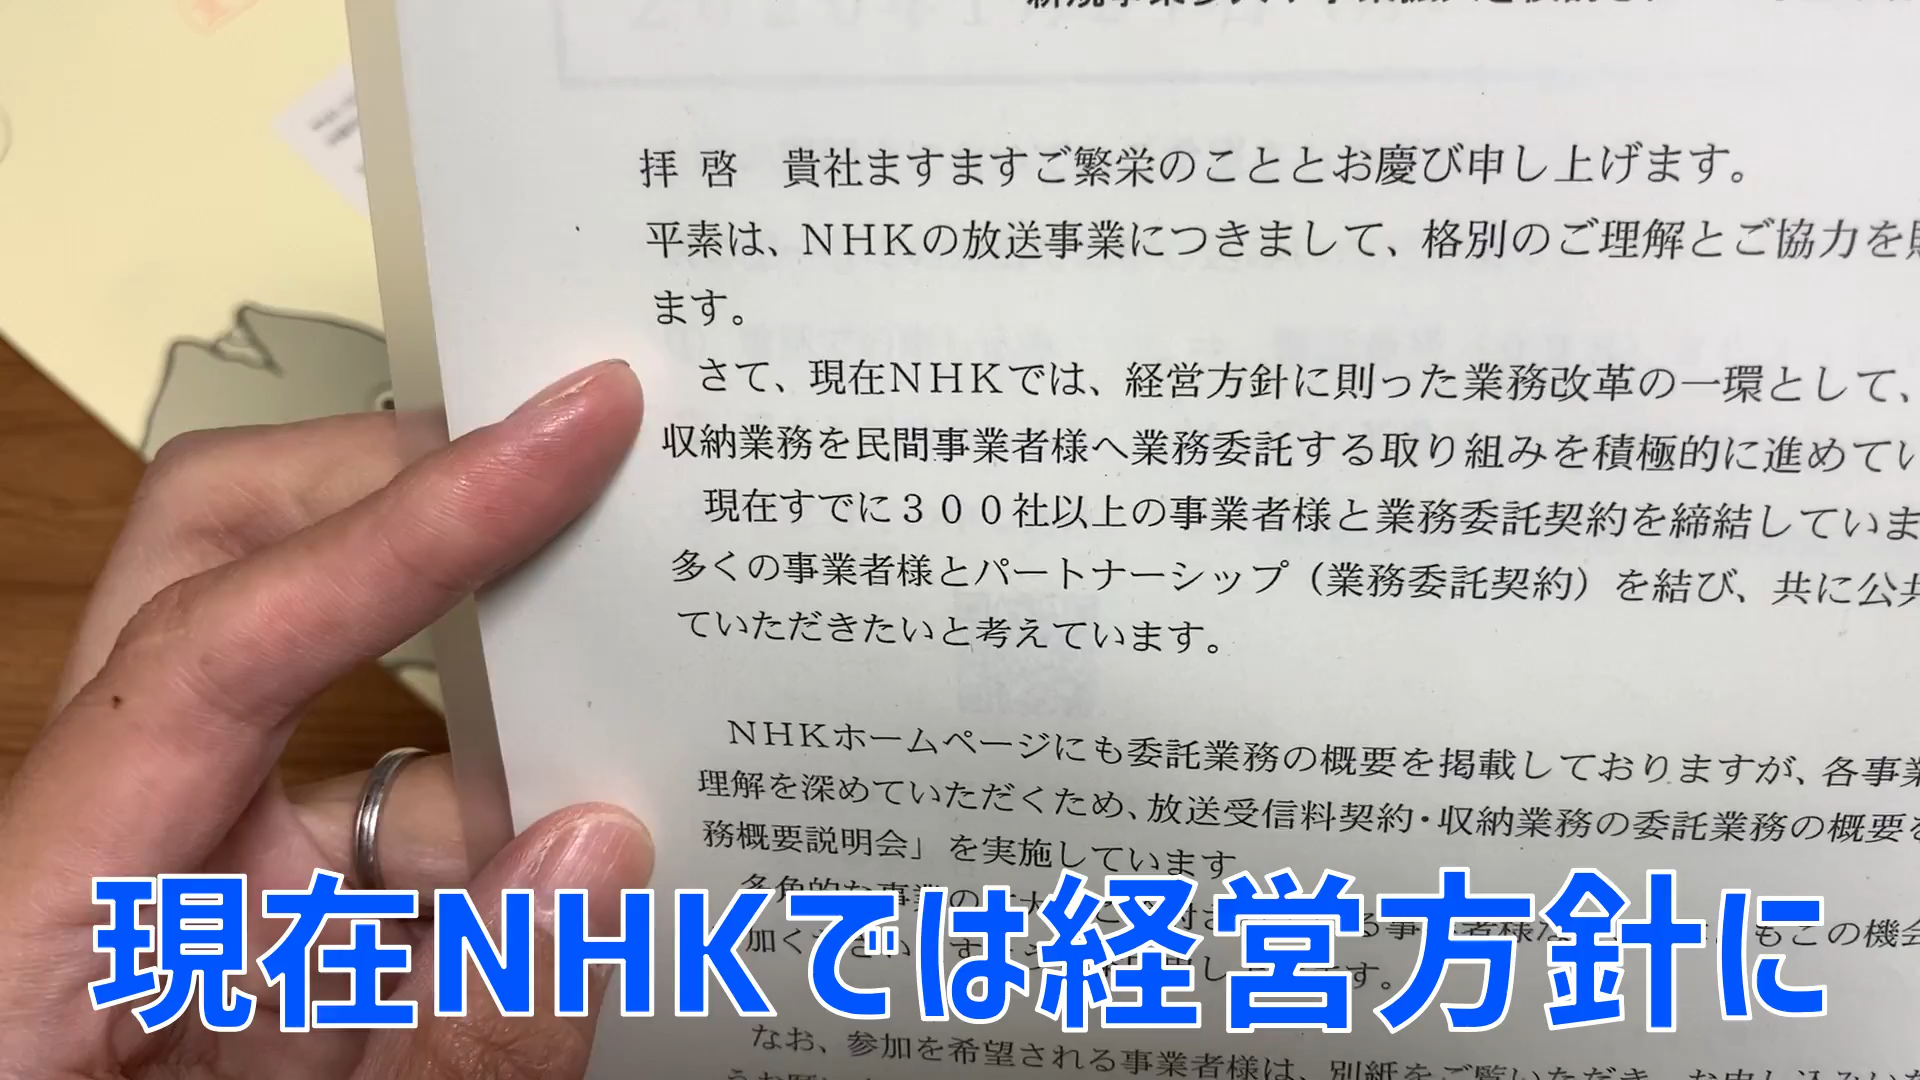 拝 啓　貴社ますますご繁栄のこととお慶び申し上げます。
平素は、NHKの放送事業につきまして、格別のご理解とご協力を
ます。
さて、現在NHKでは、経営方針に則った業務改革の一環として、
収納業務を民間事業者様へ業務委託する取り組みを積極的に進めてい
現在すでに３００社以上の事業者様と業務委託契約を締結していま
多くの事業者様とパートナーシップ（業務委託契約）を結び、共に公共
ていただきたいと考えています。
NHKホームページにも委託業務の概要を掲載しておりますが、各事業
理解を深めていただくため、放送受信料契約・収納業務の委託業務の概要を
務概要説明会」を実施しています
もこの機会
現在NHKでは経営方針に
なお、参加を希望される事業者様は、別紙をご覧いただき、お申し込みいた